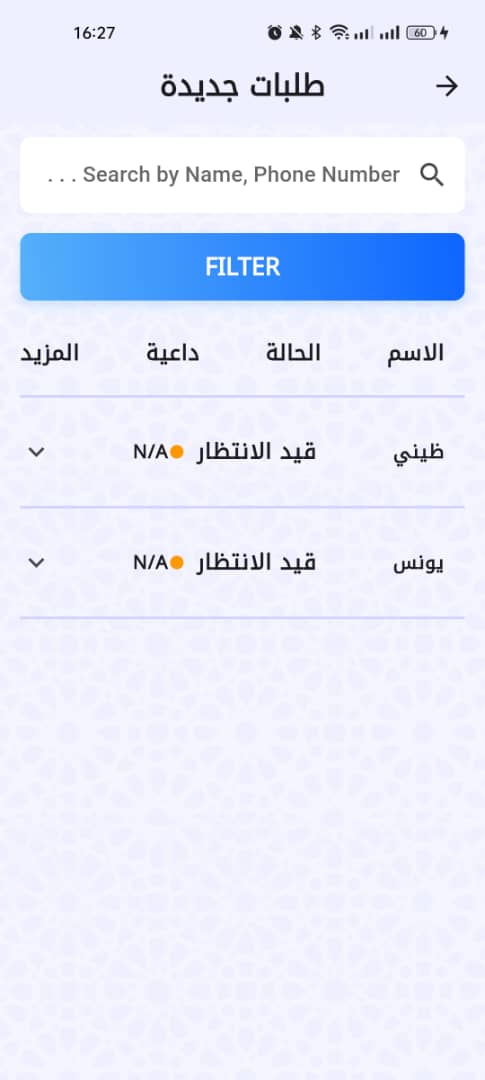 16:27
60
طلبات جديدة
Search by Name, Phone Number . . .
FILTER
الاسم الحالة داعية المزيد
ظيني قيد الانتظار N/A
يونس قيد الانتظار N/A